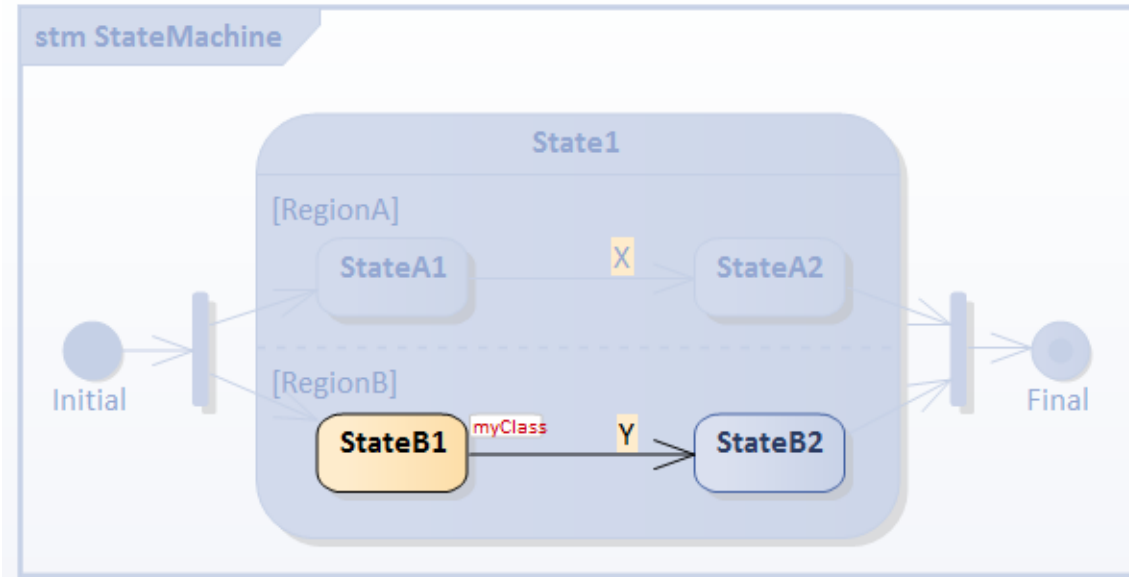 stm StateMachine
State1
[RegionA]
StateA1
X
StateA2
Initial
[RegionB]
StateB1
myClass
Y
StateB2
Final